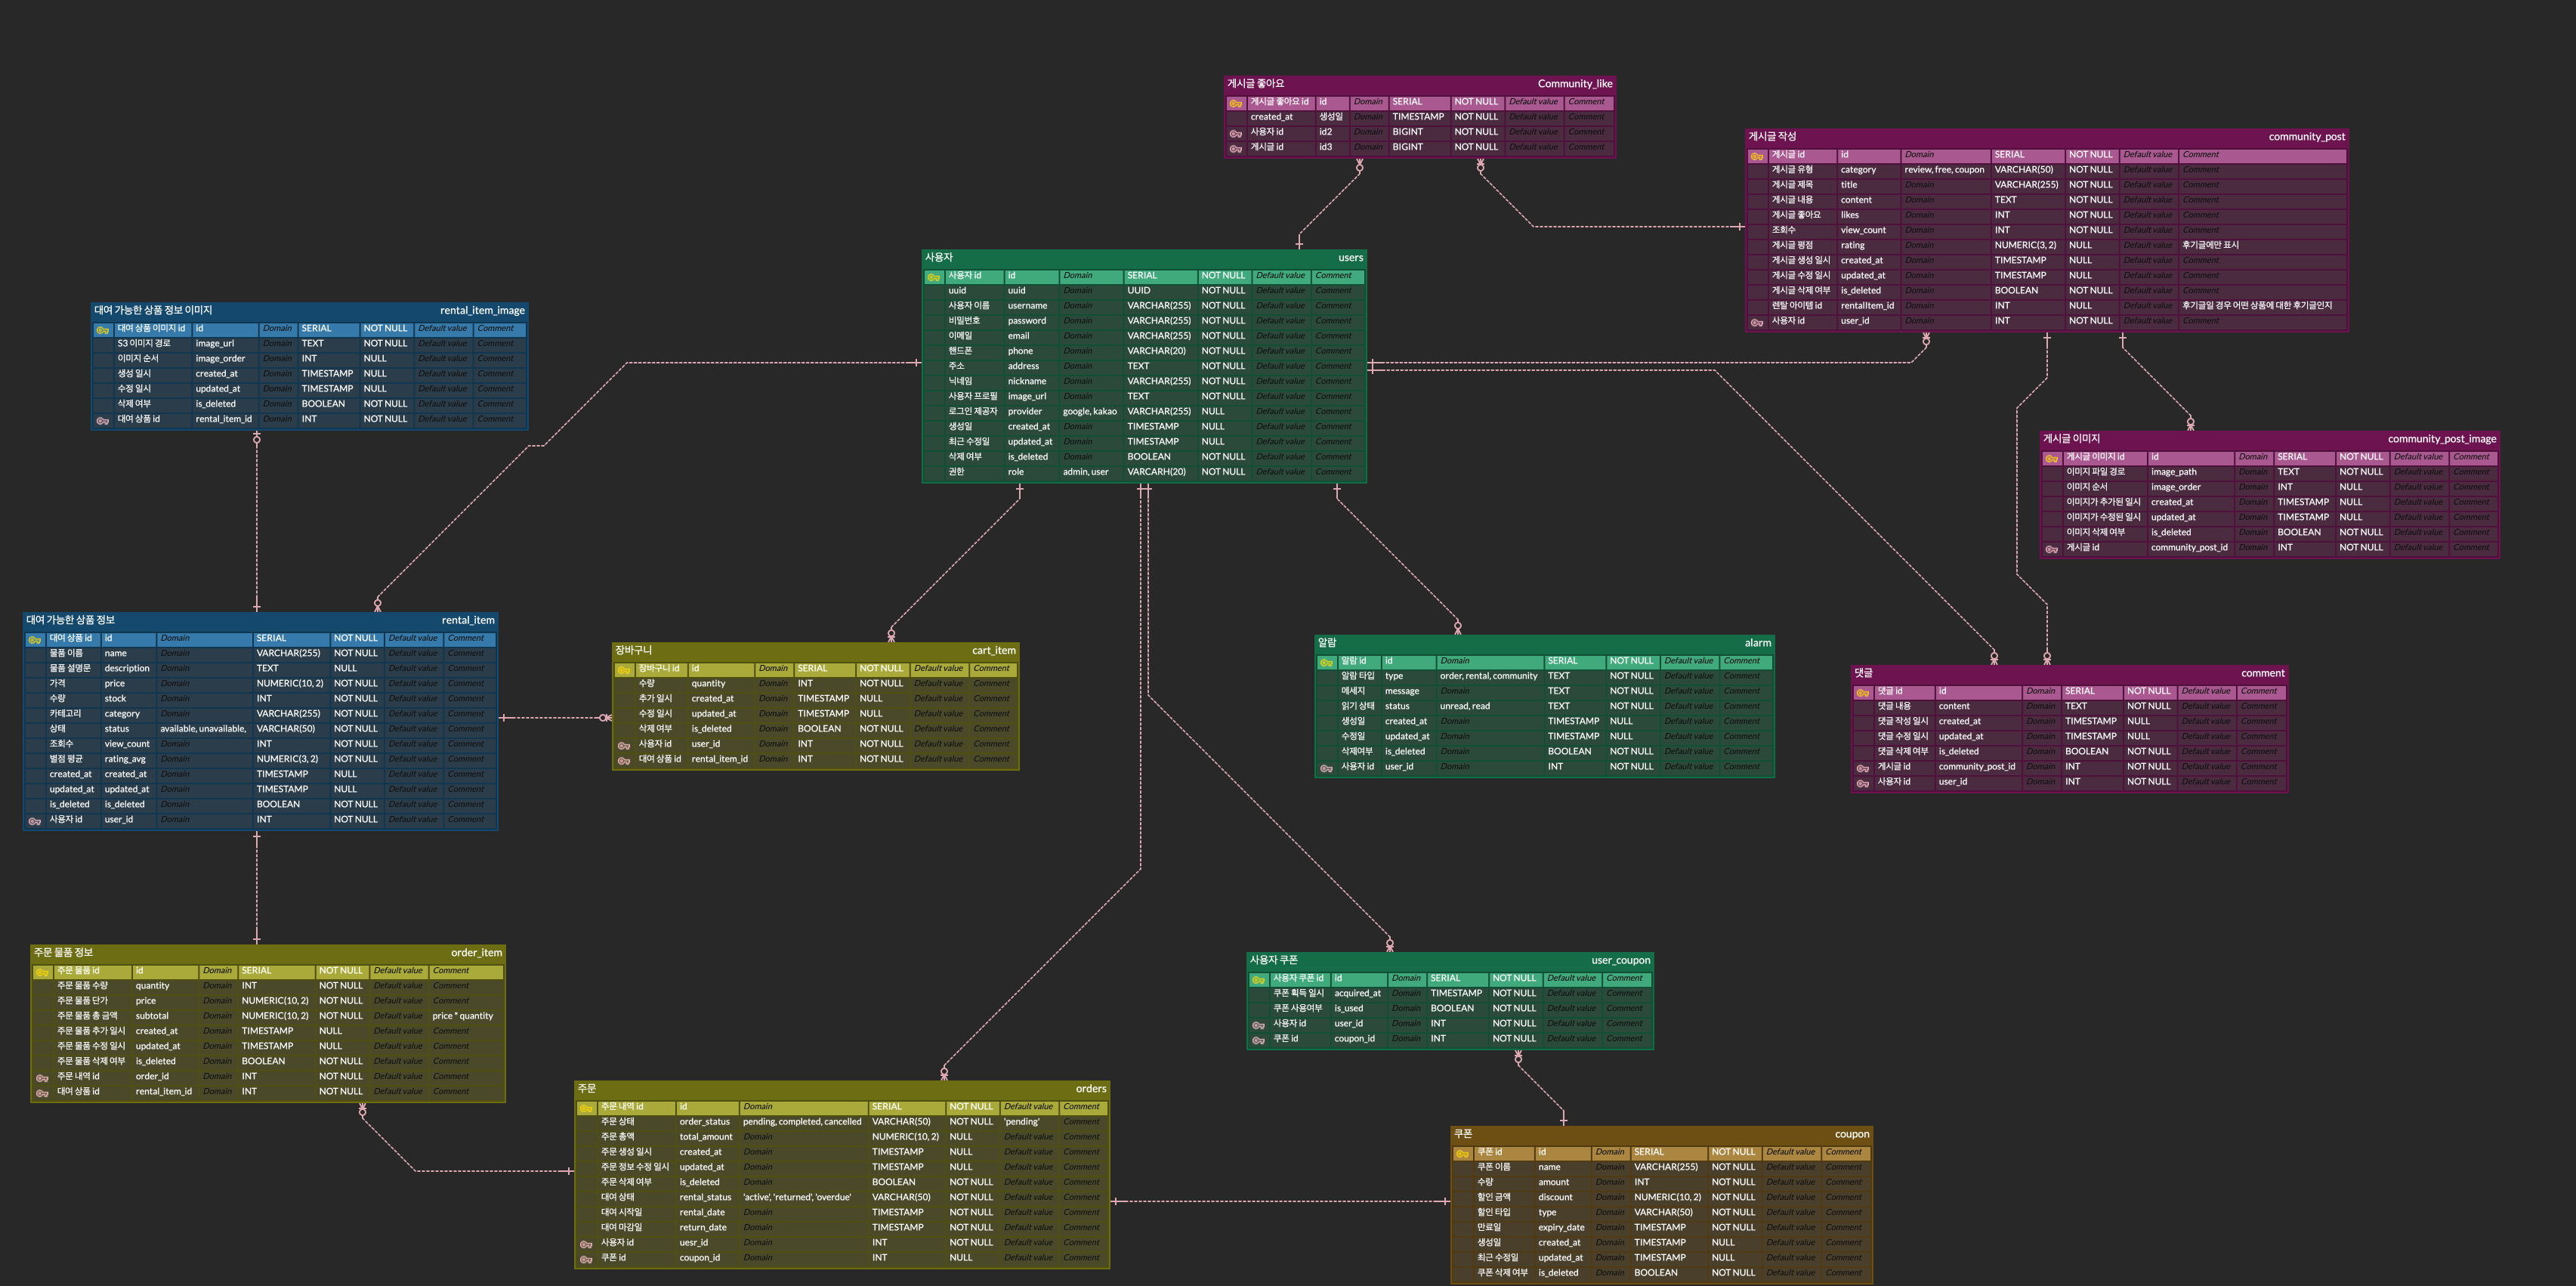 게시글 좋아요 Community_like
게시글 좋아요 id id Domain SERIAL NOT NULL Default value Comment
created_at 생성일 Domain TIMESTAMP NOT NULL Default value Comment
사용자 id id2 Domain BIGINT NOT NULL Default value Comment
게시글 id id3 Domain BIGINT NOT NULL Default value Comment
게시글 작성 community_post
게시글 id id Domain SERIAL NOT NULL Default value Comment
게시글 유형 category review, free, coupon VARCHAR(50) NOT NULL Default value Comment
게시글 제목 title Domain VARCHAR(255) NOT NULL Default value Comment
게시글 내용 content Domain TEXT NOT NULL Default value Comment
게시글 좋아요 likes Domain INT NOT NULL Default value Comment
조회수 view_count Domain INT NOT NULL Default value Comment
게시글 평점 rating Domain NUMERIC(3, 2) NULL Default value 후기글에만 표시
게시글 생성 일시 created_at Domain TIMESTAMP NULL Default value Comment
게시글 수정 일시 updated_at Domain TIMESTAMP NULL Default value Comment
게시글 삭제 여부 is_deleted Domain BOOLEAN NOT NULL Default value Comment
렌탈 아이템 id rentalItem_id Domain INT NULL Default value 후기글일 경우 어떤 상품에 대한 후기글인지
사용자 id user_id Domain INT NOT NULL Default value Comment
사용자 users
사용자 id id Domain SERIAL NOT NULL Default value Comment
uuid uuid Domain UUID NOT NULL Default value Comment
사용자 이름 username Domain VARCHAR(255) NOT NULL Default value Comment
비밀번호 password Domain VARCHAR(255) NOT NULL Default value Comment
이메일 email Domain VARCHAR(255) NOT NULL Default value Comment
핸드폰 phone Domain VARCHAR(20) NOT NULL Default value Comment
주소 address Domain TEXT NOT NULL Default value Comment
닉네임 nickname Domain VARCHAR(255) NOT NULL Default value Comment
사용자 프로필 image_url Domain TEXT NOT NULL Default value Comment
로그인 제공자 provider google, kakao VARCHAR(255) NULL Default value Comment
생성일 created_at Domain TIMESTAMP NULL Default value Comment
최근 수정일 updated_at Domain TIMESTAMP NULL Default value Comment
삭제 여부 is_deleted Domain BOOLEAN NOT NULL Default value Comment
권한 role admin, user VARCARH(20) NOT NULL Default value Comment
대여 가능한 상품 정보 이미지 rental_item_image
대여 상품 이미지 id id Domain SERIAL NOT NULL Default value Comment
S3 이미지 경로 image_url Domain TEXT NOT NULL Default value Comment
이미지 순서 image_order Domain INT NULL Default value Comment
생성 일시 created_at Domain TIMESTAMP NULL Default value Comment
수정 일시 updated_at Domain TIMESTAMP NULL Default value Comment
삭제 여부 is_deleted Domain BOOLEAN NOT NULL Default value Comment
대여 상품 id rental_item_id Domain INT NOT NULL Default value Comment
게시글 이미지 community_post_image
게시글 이미지 id id Domain SERIAL NOT NULL Default value Comment
이미지 파일 경로 image_path Domain TEXT NOT NULL Default value Comment
이미지 순서 image_order Domain INT NULL Default value Comment
이미지가 추가된 일시 created_at Domain TIMESTAMP NULL Default value Comment
이미지가 수정된 일시 updated_at Domain TIMESTAMP NULL Default value Comment
이미지 삭제 여부 is_deleted Domain BOOLEAN NOT NULL Default value Comment
게시글 id community_post_id Domain INT NOT NULL Default value Comment
대여 가능한 상품 정보 rental_item
대여 상품 id id Domain SERIAL NOT NULL Default value Comment
물품 이름 name Domain VARCHAR(255) NOT NULL Default value Comment
물품 설명문 description Domain TEXT NULL Default value Comment
가격 price Domain NUMERIC(10, 2) NOT NULL Default value Comment
수량 stock Domain INT NOT NULL Default value Comment
카테고리 category Domain VARCHAR(255) NOT NULL Default value Comment
상태 status available, unavailable, VARCHAR(50) NOT NULL Default value Comment
조회수 view_count Domain INT NOT NULL Default value Comment
별점 평균 rating_avg Domain NUMERIC(3, 2) NOT NULL Default value Comment
created_at created_at Domain TIMESTAMP NULL Default value Comment
updated_at updated_at Domain TIMESTAMP NULL Default value Comment
is_deleted is_deleted Domain BOOLEAN NOT NULL Default value Comment
사용자 id user_id Domain INT NOT NULL Default value Comment
장바구니 cart_item
장바구니 id id Domain SERIAL NOT NULL Default value Comment
수량 quantity Domain INT NOT NULL Default value Comment
추가 일시 created_at Domain TIMESTAMP NULL Default value Comment
수정 일시 updated_at Domain TIMESTAMP NULL Default value Comment
삭제 여부 is_deleted Domain BOOLEAN NOT NULL Default value Comment
사용자 id user_id Domain INT NOT NULL Default value Comment
대여 상품 id rental_item_id Domain INT NOT NULL Default value Comment
알람 alarm
알람 id id Domain SERIAL NOT NULL Default value Comment
알람 타입 type order, rental, community TEXT NOT NULL Default value Comment
메세지 message Domain TEXT NOT NULL Default value Comment
읽기 상태 status unread, read TEXT NOT NULL Default value Comment
생성일 created_at Domain TIMESTAMP NULL Default value Comment
수정일 updated_at Domain TIMESTAMP NULL Default value Comment
삭제여부 is_deleted Domain BOOLEAN NOT NULL Default value Comment
사용자 id user_id Domain INT NOT NULL Default value Comment
댓글 comment
댓글 id id Domain SERIAL NOT NULL Default value Comment
댓글 내용 content Domain TEXT NOT NULL Default value Comment
댓글 작성 일시 created_at Domain TIMESTAMP NULL Default value Comment
댓글 수정 일시 updated_at Domain TIMESTAMP NULL Default value Comment
댓글 삭제 여부 is_deleted Domain BOOLEAN NOT NULL Default value Comment
게시글 id community_post_id Domain INT NOT NULL Default value Comment
사용자 id user_id Domain INT NOT NULL Default value Comment
주문 물품 정보 order_item
주문 물품 id id Domain SERIAL NOT NULL Default value Comment
주문 물품 수량 quantity Domain INT NOT NULL Default value Comment
주문 물품 단가 price Domain NUMERIC(10, 2) NOT NULL Default value Comment
주문 물품 총 금액 subtotal Domain NUMERIC(10, 2) NOT NULL Default value price * quantity
주문 물품 추가 일시 created_at Domain TIMESTAMP NULL Default value Comment
주문 물품 수정 일시 updated_at Domain TIMESTAMP NULL Default value Comment
주문 물품 삭제 여부 is_deleted Domain BOOLEAN NOT NULL Default value Comment
주문 내역 id order_id Domain INT NOT NULL Default value Comment
대여 상품 id rental_item_id Domain INT NOT NULL Default value Comment
사용자 쿠폰 user_coupon
사용자 쿠폰 id id Domain SERIAL NOT NULL Default value Comment
쿠폰 획득 일시 acquired_at Domain TIMESTAMP NOT NULL Default value Comment
쿠폰 사용여부 is_used Domain BOOLEAN NOT NULL Default value Comment
사용자 id user_id Domain INT NOT NULL Default value Comment
쿠폰 id coupon_id Domain INT NOT NULL Default value Comment
주문 orders
주문 내역 id id Domain SERIAL NOT NULL Default value Comment
주문 상태 order_status pending, completed, cancelled VARCHAR(50) NOT NULL 'pending' Comment
주문 총액 total_amount Domain NUMERIC(10, 2) NULL Default value Comment
주문 생성 일시 created_at Domain TIMESTAMP NULL Default value Comment
주문 정보 수정 일시 updated_at Domain TIMESTAMP NULL Default value Comment
주문 삭제 여부 is_deleted Domain BOOLEAN NOT NULL Default value Comment
대여 상태 rental_status 'active', 'returned', 'overdue' VARCHAR(50) NOT NULL Default value Comment
대여 시작일 rental_date Domain TIMESTAMP NOT NULL Default value Comment
대여 마감일 return_date Domain TIMESTAMP NOT NULL Default value Comment
사용자 id uesr_id Domain INT NOT NULL Default value Comment
쿠폰 id coupon_id Domain INT NULL Default value Comment
쿠폰 coupon
쿠폰 id id Domain SERIAL NOT NULL Default value Comment
쿠폰 이름 name Domain VARCHAR(255) NOT NULL Default value Comment
수량 amount Domain INT NOT NULL Default value Comment
할인 금액 discount Domain NUMERIC(10, 2) NOT NULL Default value Comment
할인 타입 type Domain VARCHAR(50) NOT NULL Default value Comment
만료일 expiry_date Domain TIMESTAMP NOT NULL Default value Comment
생성일 created_at Domain TIMESTAMP NULL Default value Comment
최근 수정일 updated_at Domain TIMESTAMP NULL Default value Comment
쿠폰 삭제 여부 is_deleted Domain BOOLEAN NOT NULL Default value Comment